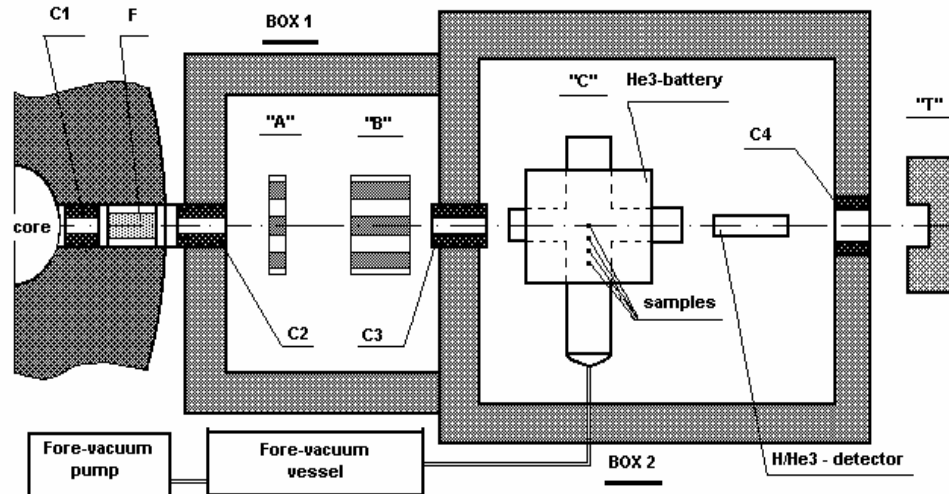 C1
F
BOX 1
"A"
"B"
"C"
He3-battery
C4
"T"
core
samples
C2
C3
Fore-vacuum
pump
Fore-vacuum
vessel
BOX 2
H/He3 - detector